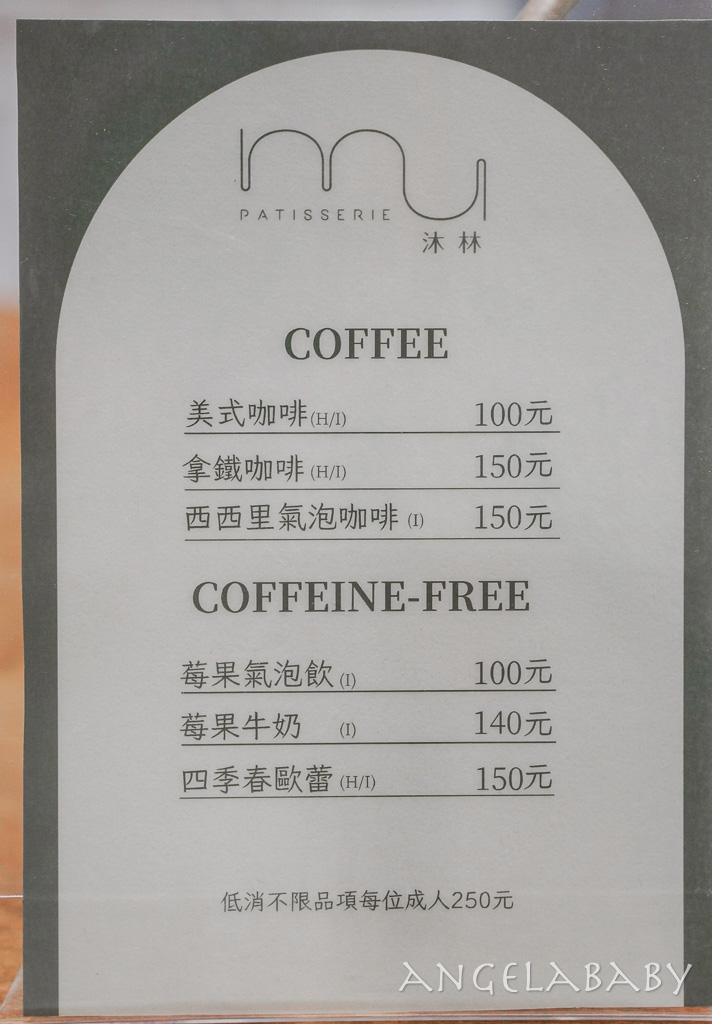 mu
PATISSERIE
沐林
COFFEE
美式咖啡(H/I) 100元
拿鐵咖啡(H/I) 150元
西西里氣泡咖啡(I) 150元
COFFEINE-FREE
莓果氣泡飲(I) 100元
莓果牛奶 (I) 140元
四季春歐蕾(H/I) 150元
低消不限品項每位成人250元
ANGELABABY